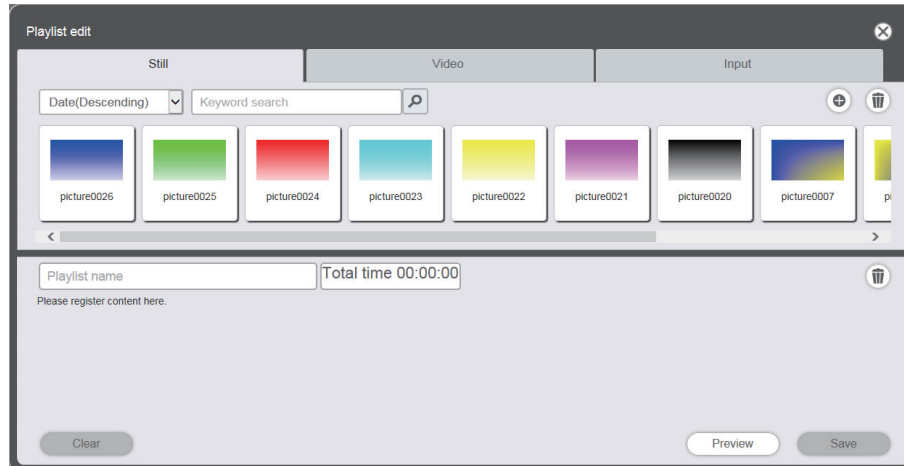 Playlist edit
Still Video Input
Date(Descending) Keyword search
picture0026 picture0025 picture0024 picture0023 picture0022 picture0021 picture0020 picture0007
Playlist name Total time 00:00:00
Please register content here.
Clear Preview Save